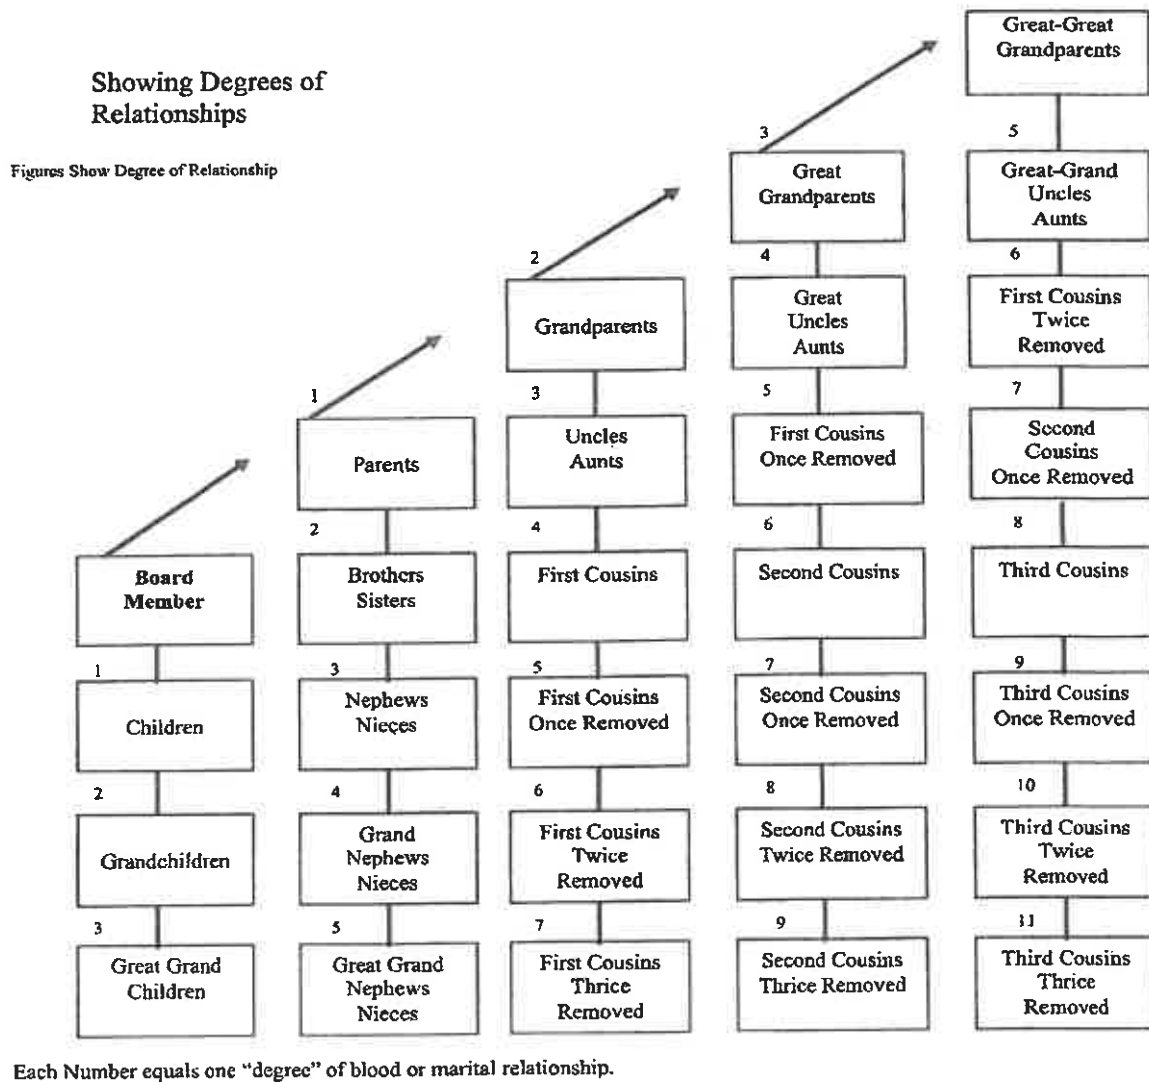 Showing Degrees of
Relationships
Figures Show Degree of Relationship
Board
Member
1
Children
2
Grandchildren
3
Great Grand
Children
1
Parents
2
Brothers
Sisters
3
Nephews
Nieces
4
Grand
Nephews
Nieces
5
Great Grand
Nephews
Nieces
2
Grandparents
3
Uncles
Aunts
4
First Cousins
5
First Cousins
Once Removed
6
First Cousins
Twice
Removed
7
First Cousins
Thrice
Removed
3
Great
Grandparents
4
Great
Uncles
Aunts
5
First Cousins
Once Removed
6
Second Cousins
7
Second Cousins
Once Removed
8
Second Cousins
Twice Removed
9
Second Cousins
Thrice Removed
Great-Great
Grandparents
5
Great-Grand
Uncles
Aunts
6
First Cousins
Twice
Removed
7
Second
Cousins
Once Removed
8
Third Cousins
9
Third Cousins
Once Removed
10
Third Cousins
Twice
Removed
11
Third Cousins
Thrice
Removed
Each Number equals one “degree” of blood or marital relationship.